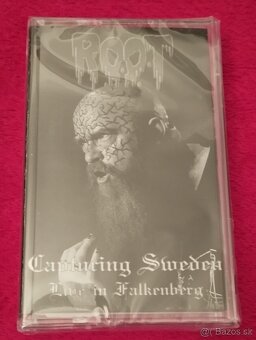 ROOT
Capturing Sweden
Live in Falkenberg
Bazos.sk